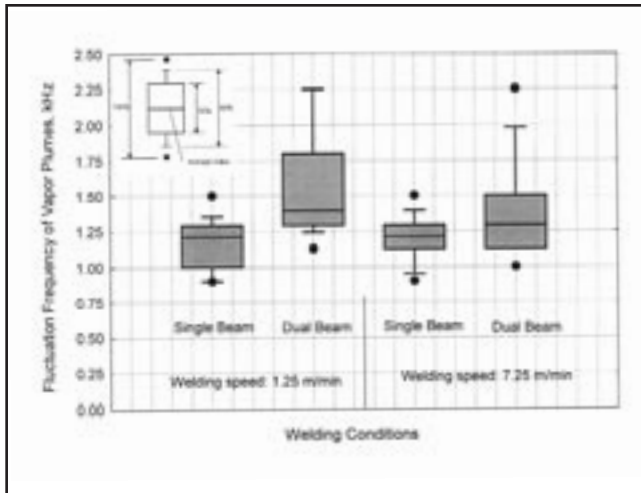 Fluctuation Frequency of Vapor Plumes, kHz
2.50
2.25
2.00
1.75
1.50
1.25
1.00
0.75
0.50
0.25
0.00
Single Beam Dual Beam Single Beam Dual Beam
Welding speed: 1.25 m/min Welding speed: 7.25 m/min
Welding Conditions